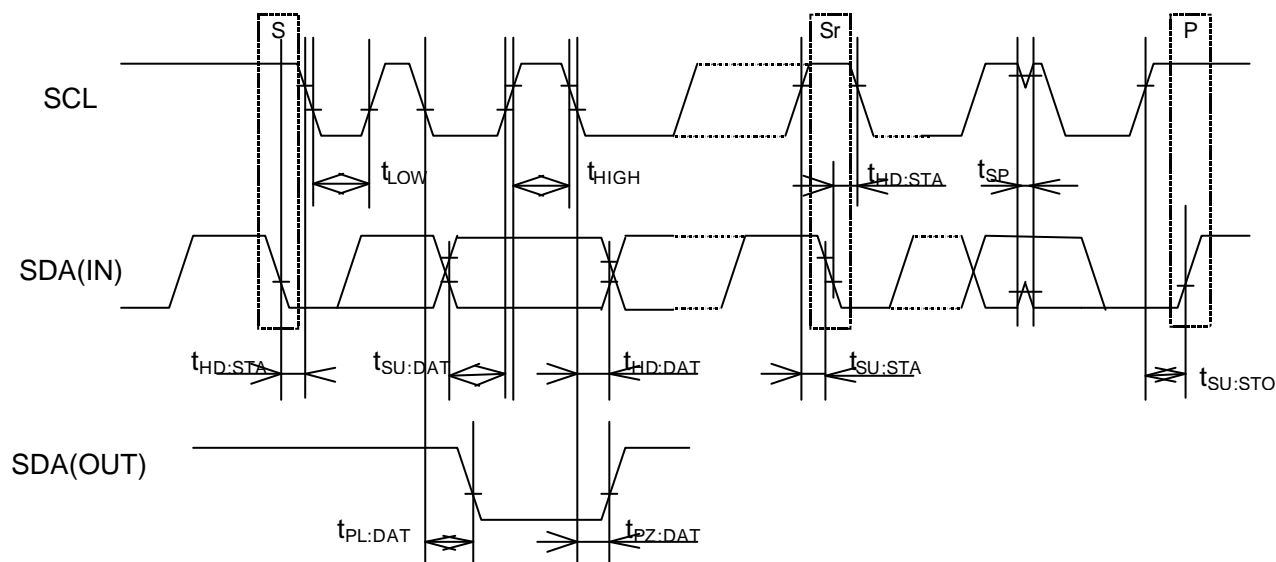 S Sr P
SCL
tLOW tHIGH tHD:STA tSP
SDA(IN)
tHD:STA tSU:DAT tHD:DAT tSU:STA tSU:STO
SDA(OUT)
tPL:DAT tPZ:DAT